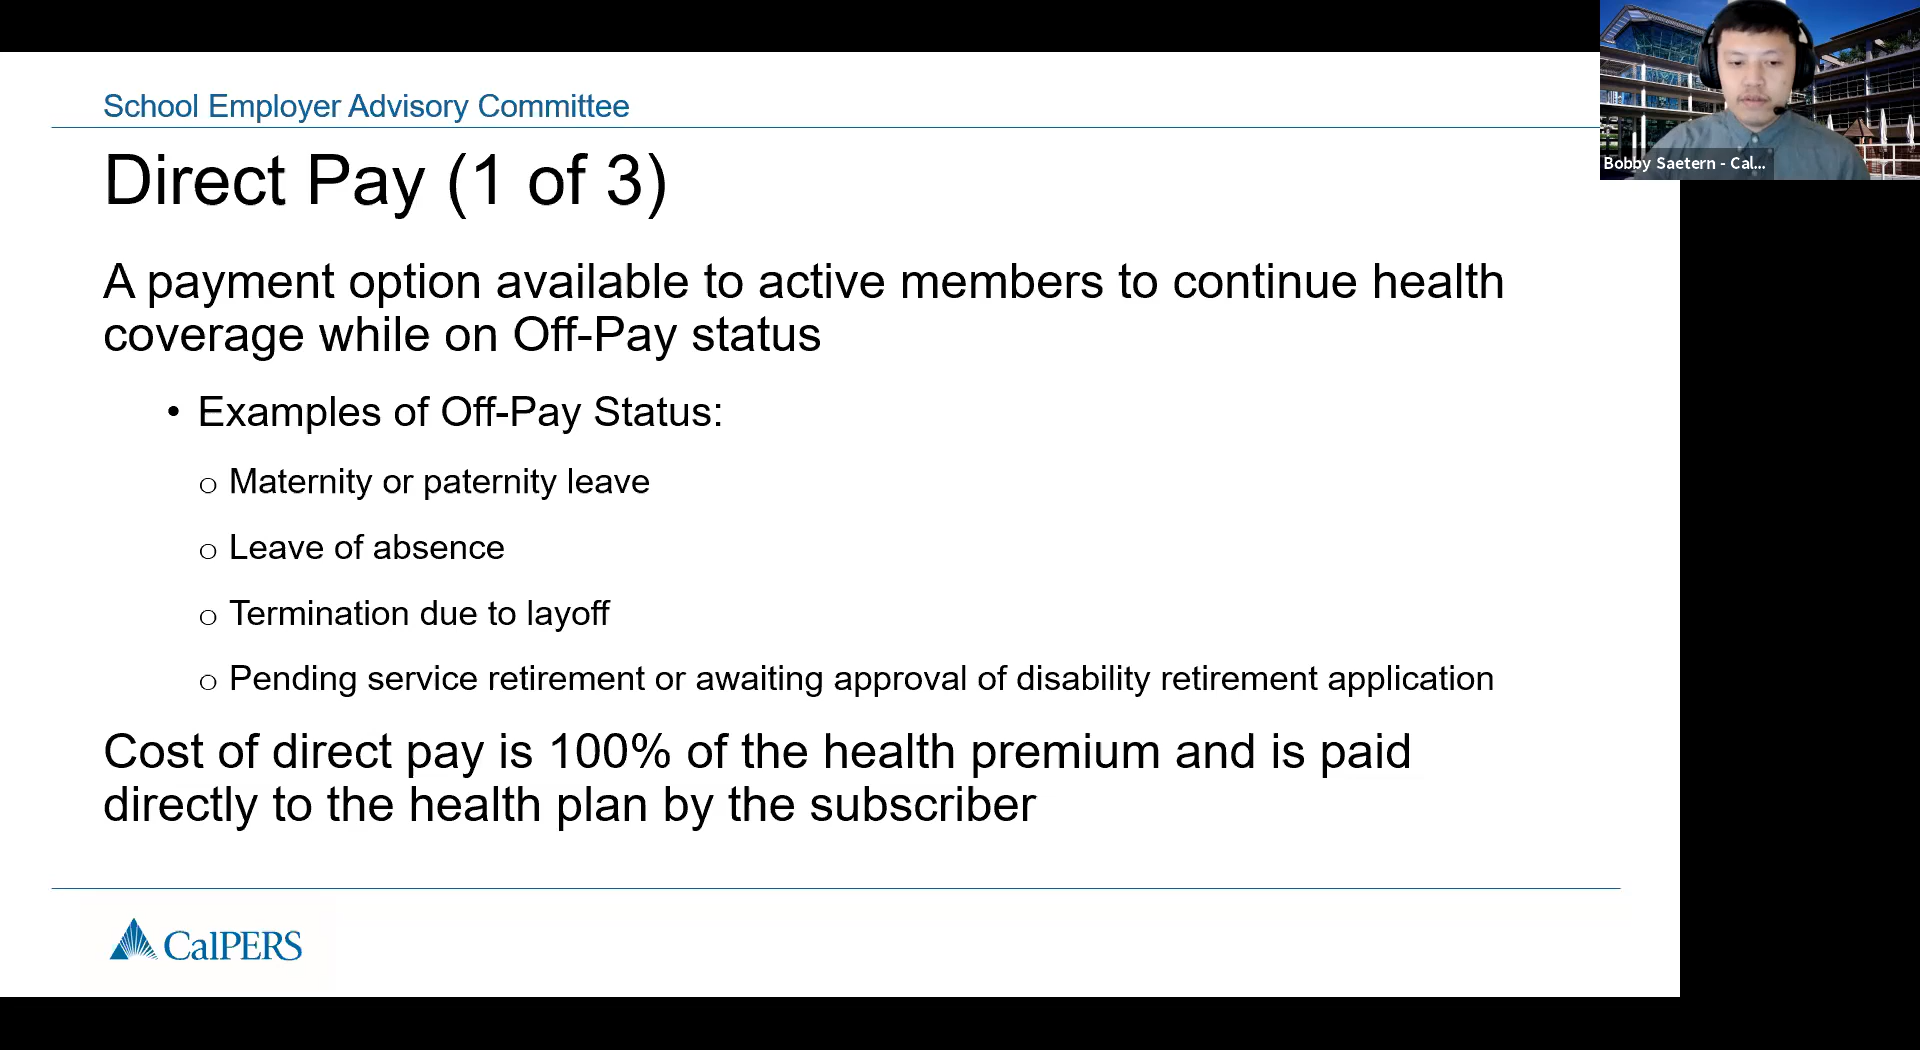 School Employer Advisory Committee
Direct Pay (1 of 3)
A payment option available to active members to continue health
coverage while on Off-Pay status
• Examples of Off-Pay Status:
o Maternity or paternity leave
o Leave of absence
o Termination due to layoff
o Pending service retirement or awaiting approval of disability retirement application
Cost of direct pay is 100% of the health premium and is paid
directly to the health plan by the subscriber
CalPERS
Bobby Saetern - Cal...